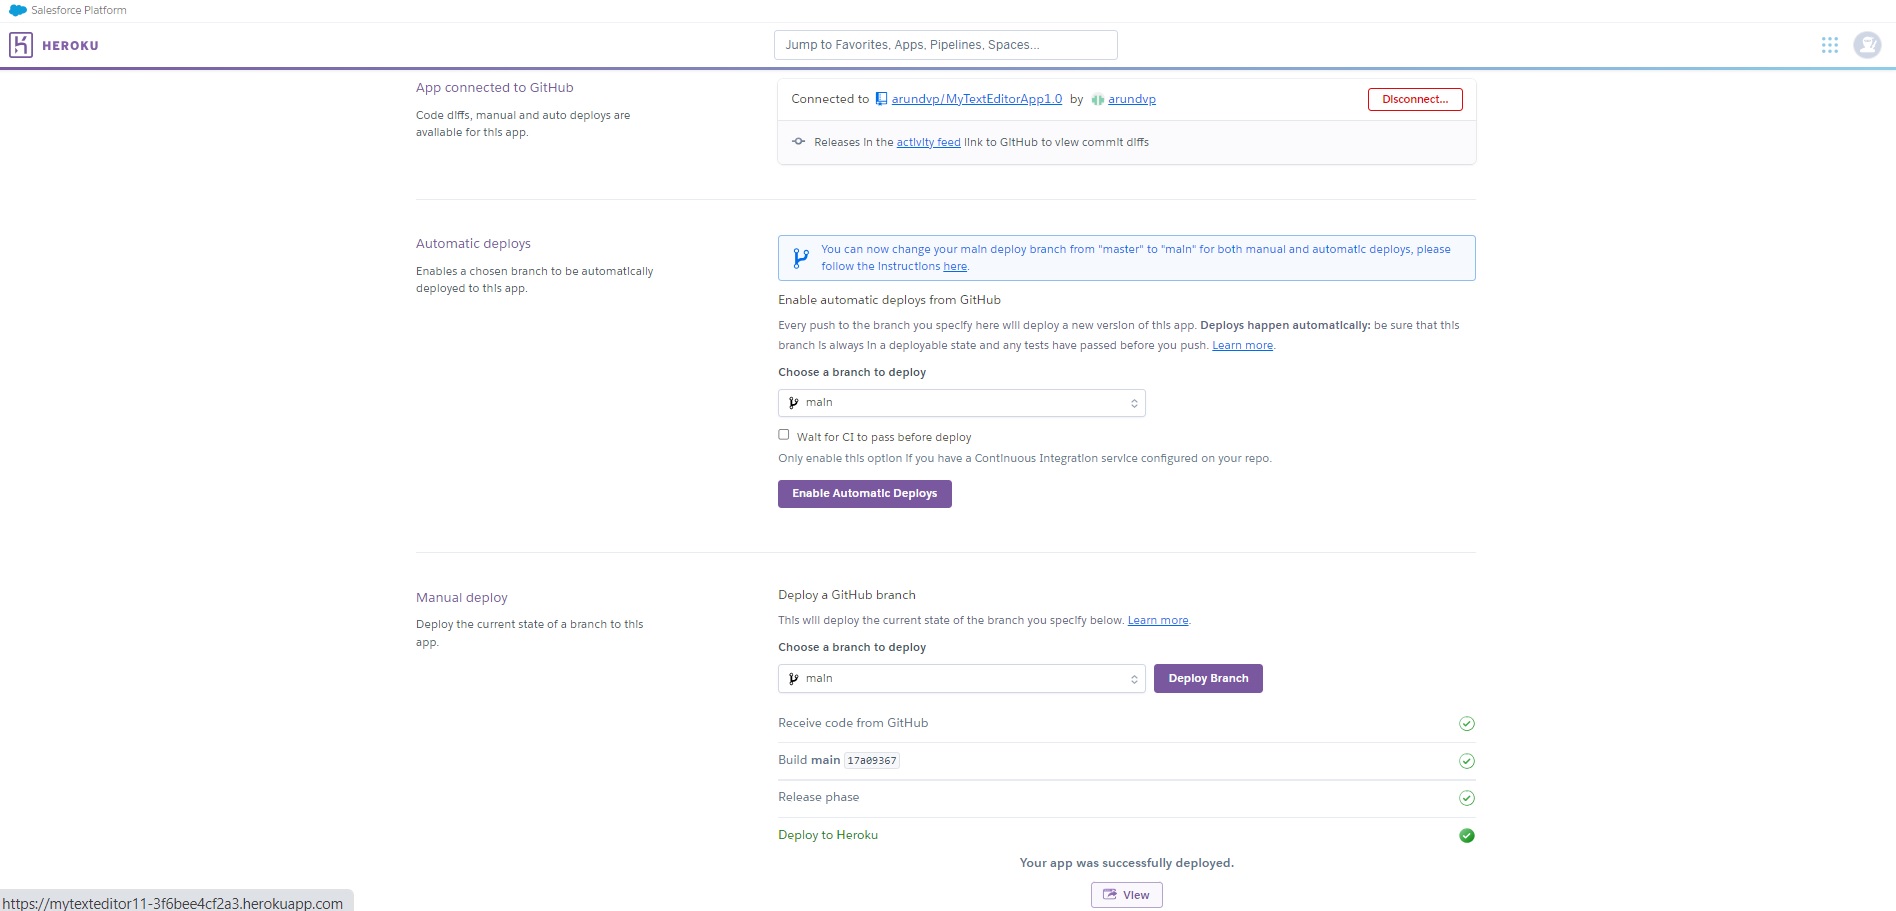 Salesforce Platform
HEROKU
Jump to Favorites, Apps, Pipelines, Spaces...
App connected to GitHub
Code diffs, manual and auto deploys are
available for this app.
Connected to arundvp/MyTextEditorApp1.0 by arundvp
Disconnect...
Releases in the activity feed link to GitHub to view commit diffs
Automatic deploys
Enables a chosen branch to be automatically
deployed to this app.
You can now change your main deploy branch from "master" to "main" for both manual and automatic deploys, please
follow the instructions here.
Enable automatic deploys from GitHub
Every push to the branch you specify here will deploy a new version of this app. Deploys happen automatically: be sure that this
branch is always in a deployable state and any tests have passed before you push. Learn more.
Choose a branch to deploy
main
Wait for CI to pass before deploy
Only enable this option if you have a Continuous Integration service configured on your repo.
Enable Automatic Deploys
Manual deploy
Deploy the current state of a branch to this
app.
Deploy a GitHub branch
This will deploy the current state of the branch you specify below. Learn more.
Choose a branch to deploy
main
Deploy Branch
Receive code from GitHub
Build main 17a09367
Release phase
Deploy to Heroku
Your app was successfully deployed.
View
https://mytexteditor11-3f6bee4cf2a3.herokuapp.com